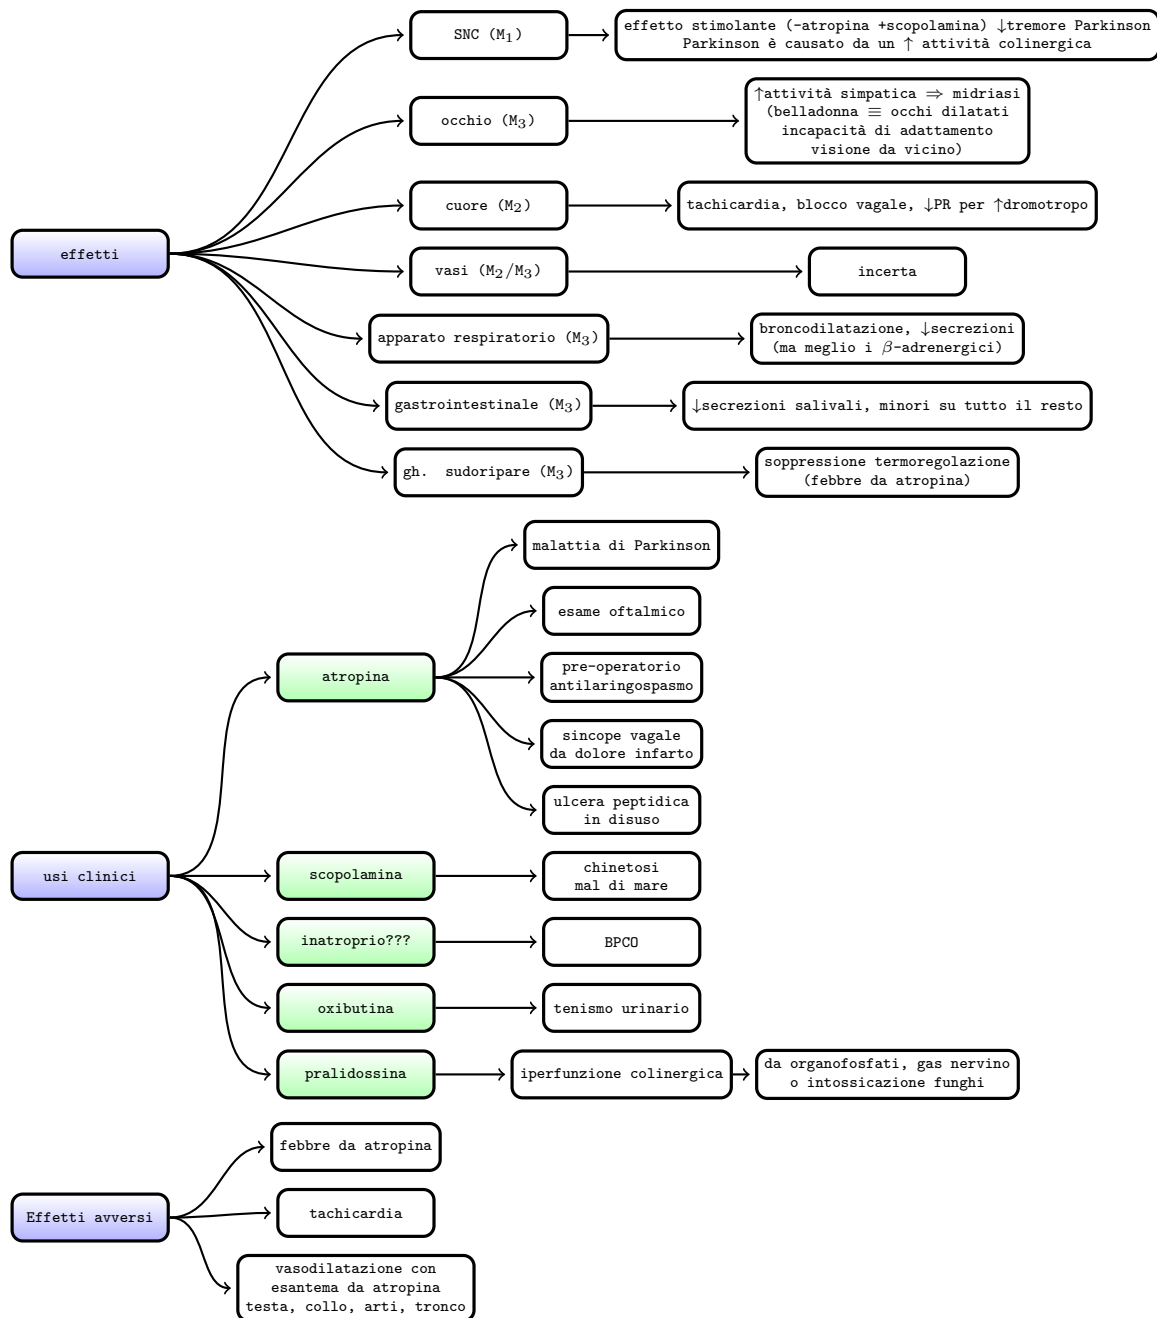 SNC (M₁)
effetto stimolante (-atropina +scopolamina) ↓tremore Parkinson
Parkinson è causato da un ↑ attività colinergica
occhio (M₃)
↑attività simpatica ⇒ midriasi
(belladonna ≡ occhi dilatati
incapacità di adattamento
visione da vicino)
cuore (M₂)
tachicardia, blocco vagale, ↓PR per ↑dromotropo
effetti
vasi (M₂/M₃)
incerta
apparato respiratorio (M₃)
broncodilatazione, ↓secrezioni
(ma meglio i β-adrenergici)
gastrointestinale (M₃)
↓secrezioni salivali, minori su tutto il resto
gh. sudoripare (M₃)
soppressione termoregolazione
(febbre da atropina)
malattia di Parkinson
esame oftalmico
atropina
pre-operatorio
antilaringospasmo
sincope vagale
da dolore infarto
ulcera peptidica
in disuso
usi clinici
scopolamina
chinetosi
mal di mare
inatroprio???
BPCO
oxibutina
tenismo urinario
pralidossina
iperfunzione colinergica
da organofosfati, gas nervino
o intossicazione funghi
febbre da atropina
Effetti avversi
tachicardia
vasodilatazione con
esantema da atropina
testa, collo, arti, tronco